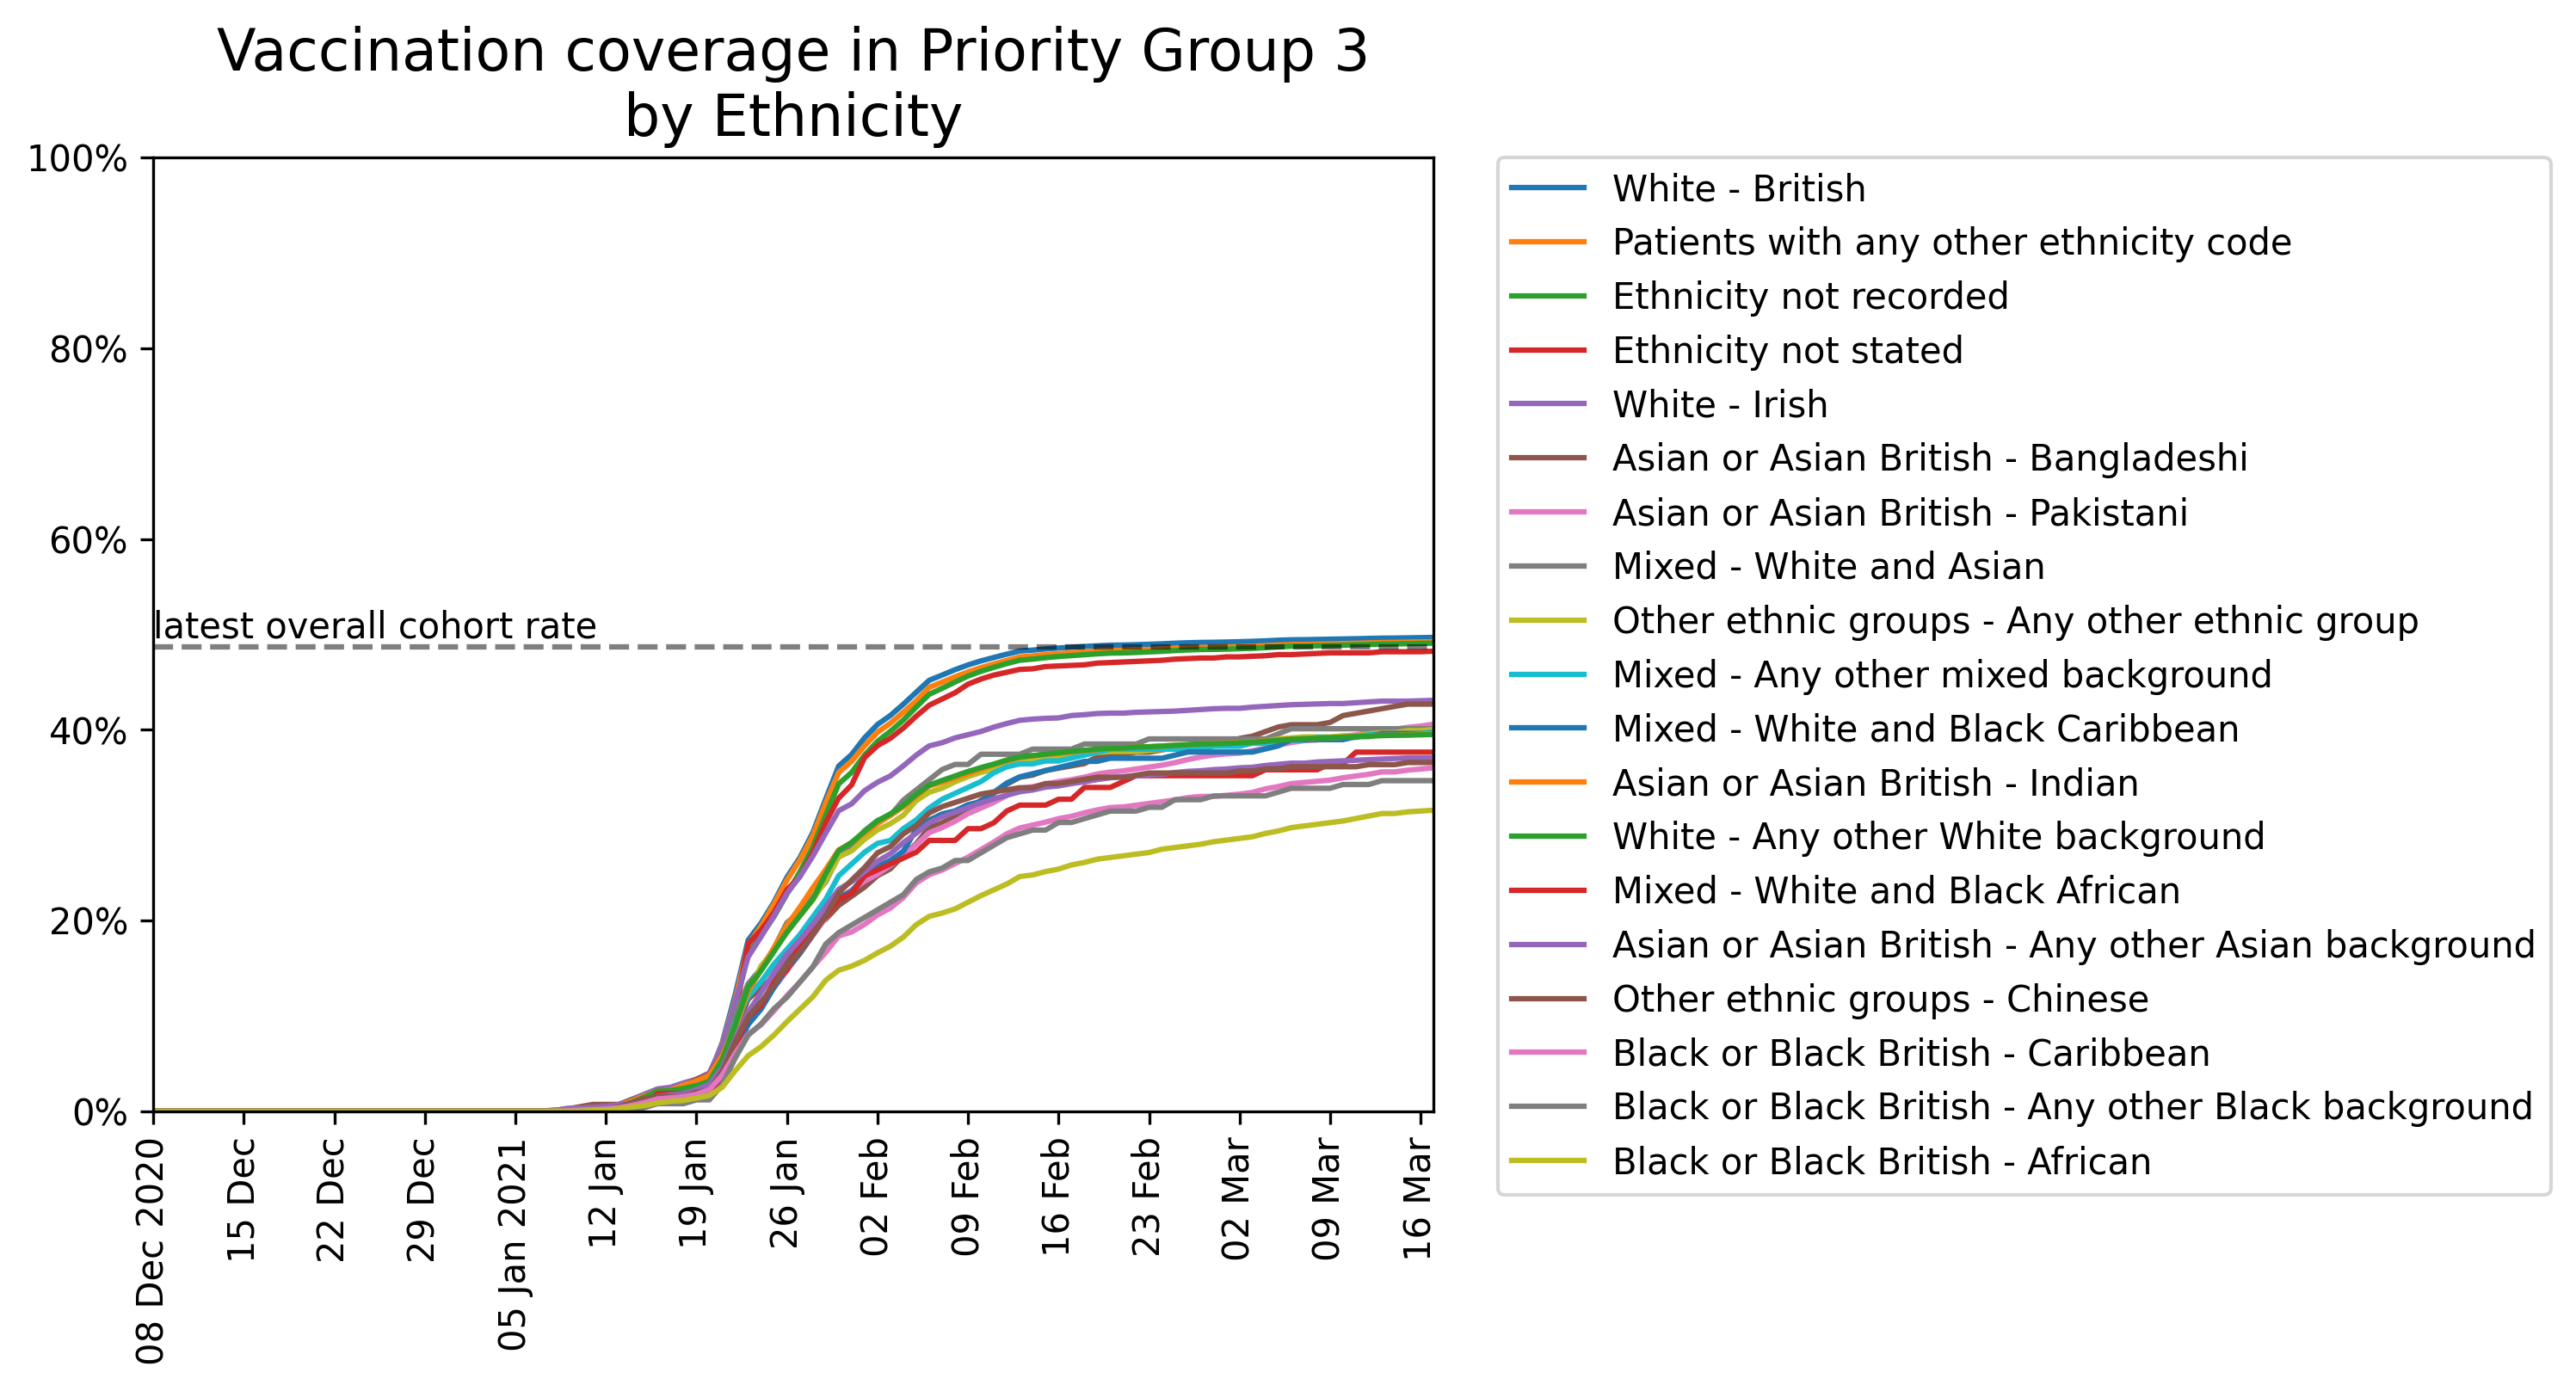 Vaccination coverage in Priority Group 3
by Ethnicity
100%
80%
60%
40%
20%
0%
latest overall cohort rate
08 Dec 2020
15 Dec
22 Dec
29 Dec
05 Jan 2021
12 Jan
19 Jan
26 Jan
02 Feb
09 Feb
16 Feb
23 Feb
02 Mar
09 Mar
16 Mar
White - British
Patients with any other ethnicity code
Ethnicity not recorded
Ethnicity not stated
White - Irish
Asian or Asian British - Bangladeshi
Asian or Asian British - Pakistani
Mixed - White and Asian
Other ethnic groups - Any other ethnic group
Mixed - Any other mixed background
Mixed - White and Black Caribbean
Asian or Asian British - Indian
White - Any other White background
Mixed - White and Black African
Asian or Asian British - Any other Asian background
Other ethnic groups - Chinese
Black or Black British - Caribbean
Black or Black British - Any other Black background
Black or Black British - African